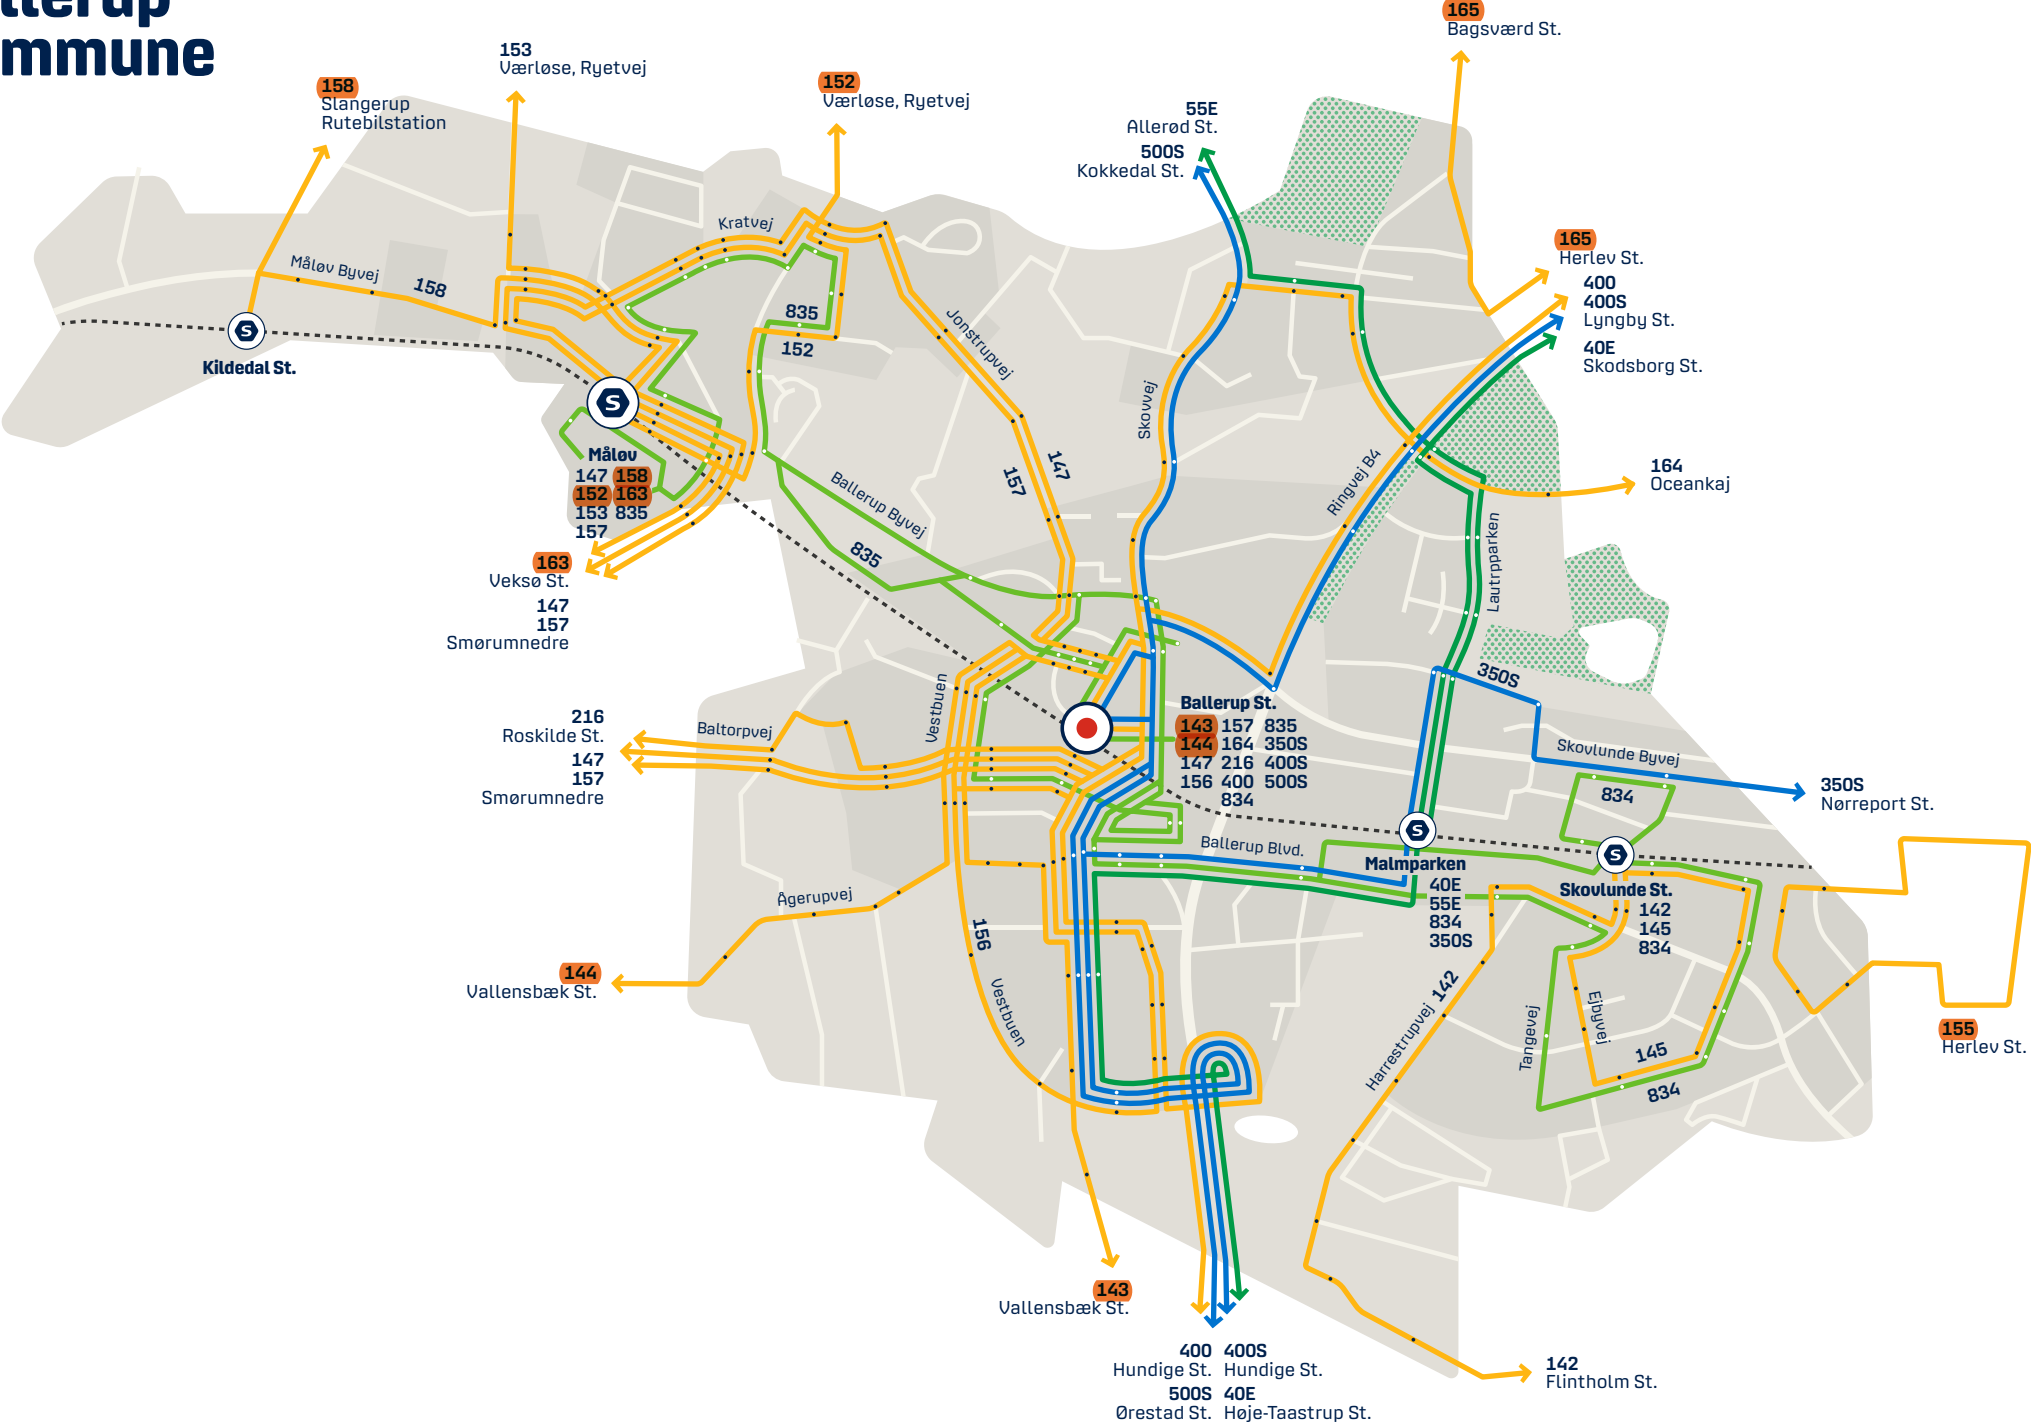 llerup
mmune
153
Værløse, Ryetvej
158
Slangerup
Rutebilstation
152
Værløse, Ryetvej
55E
Allerød St.
500S
Kokkedal St.
165
Bagsværd St.
165
Herlev St.
400
400S
Lyngby St.
40E
Skodsborg St.
164
Oceankaj
Måløv Byvej
158
Kratvej
835
152
Jonstrupvej
Skovvej
S
Kildedal St.
S
Måløv
147 158
152 163
153 835
157
163
Veksø St.
147
157
Smørumnedre
Ballerup Byvej
835
157
147
Ringvej B4
Lautrpparken
350S
216
Roskilde St.
147
157
Smørumnedre
Baltorpvej
Vestbuen
Ballerup St.
143 157 835
144 164 350S
147 216 400S
156 400 500S
834
Skovlunde Byvej
834
350S
Nørreport St.
Ballerup Blvd.
S
Malmparken
40E
55E
834
350S
S
Skovlunde St.
142
145
834
Ågerupvej
156
Vestbuen
144
Vallensbæk St.
Harrestrupvej
142
Tangevej
Ejbyvej
145
834
155
Herlev St.
143
Vallensbæk St.
400 400S
Hundige St. Hundige St.
500S 40E
Ørestad St. Høje-Taastrup St.
142
Flintholm St.